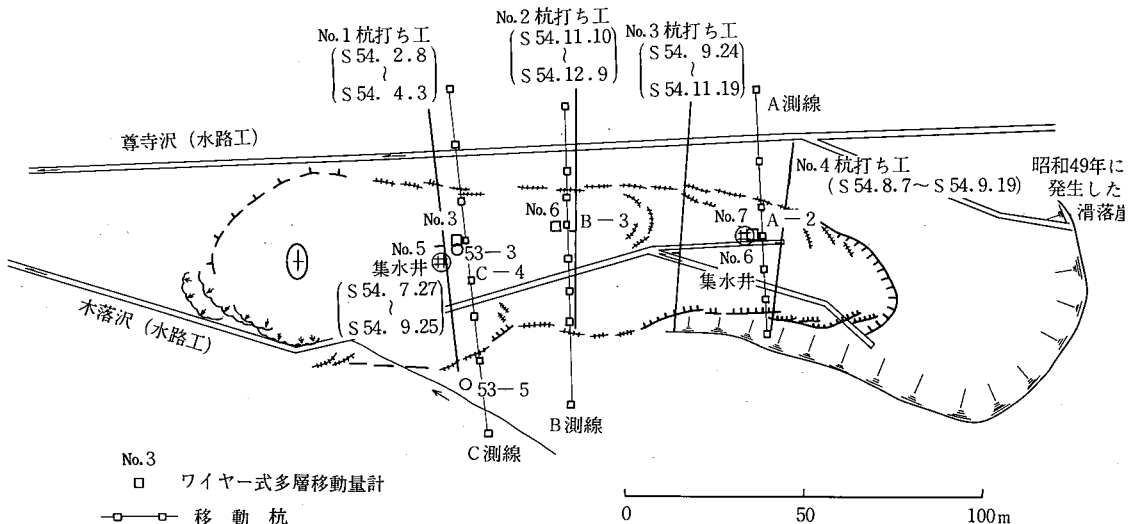 No.1 杭打ち工
(S 54. 2.8
～
S 54. 4.3)
No.2 杭打ち工
(S 54.11.10
～
S 54.12.9)
No.3 杭打ち工
(S 54. 9.24
～
S 54.11.19)
A測線
尊寺沢 (水路工)
No.4 杭打ち工
(S 54.8.7～S 54.9.19)
昭和49年に
発生した
滑落崖
No.3
53—3
No.5
集水井
(S 54. 7.27
～
S 54. 9.25)
C—4
No.6
B—3
No.7
A—2
No.6
集水井
木落沢 (水路工)
53—5
B測線
C測線
No.3
ワイヤー式多層移動量計
移動杭
0 50 100m